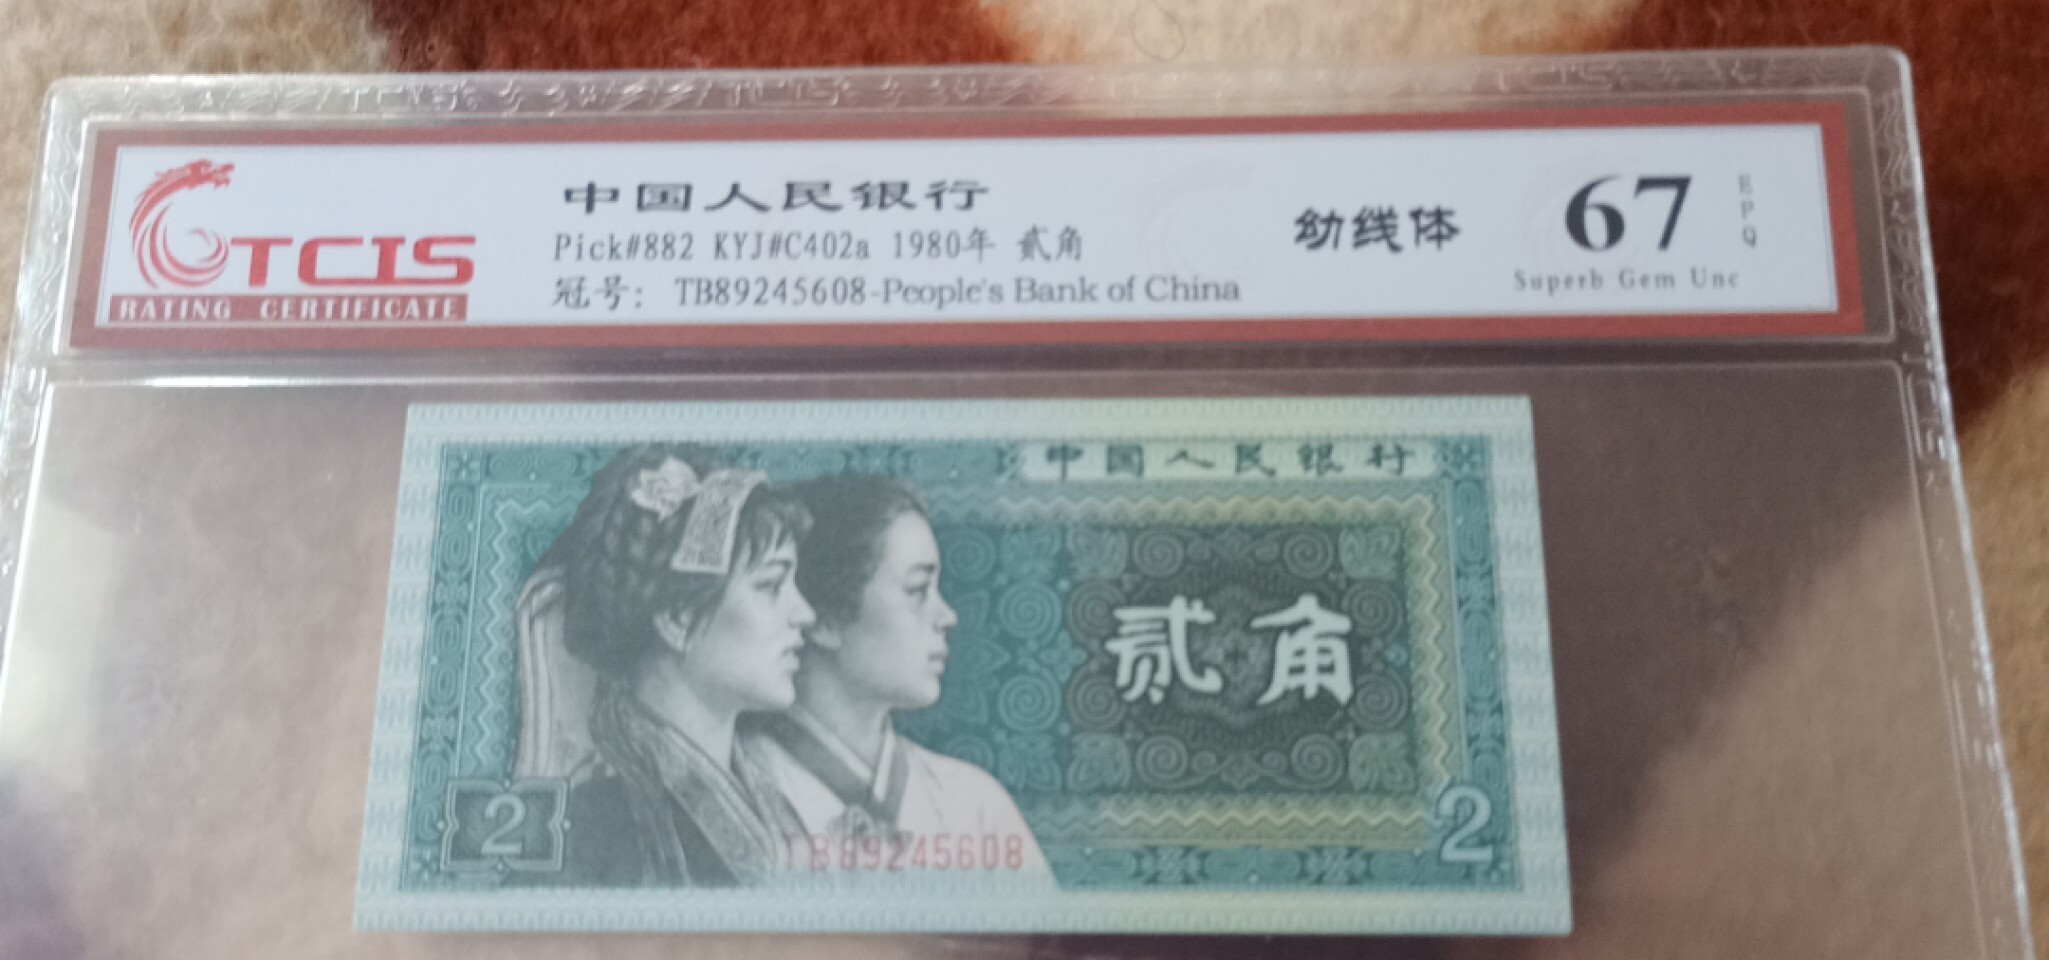 TCIS
RATING CERTIFICATE
中国人民银行
Pick#882 KYJ#C402a 1980年 贰角
冠号: TB89245608-People's Bank of China
幼线体
67
EPQ
Superb Gem Unc
中国人民银行
贰角
2
2
TB89245608